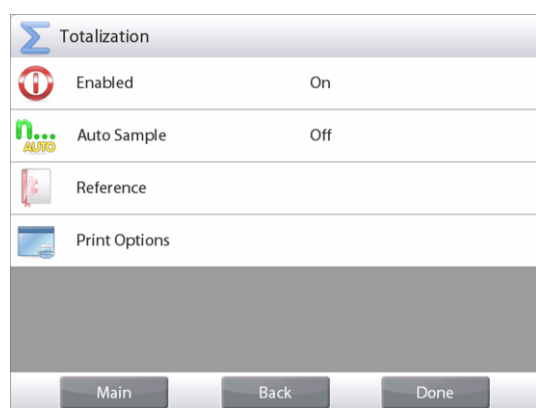 Totalization
Enabled On
n... AUTO Auto Sample Off
Reference
Print Options
Main Back Done